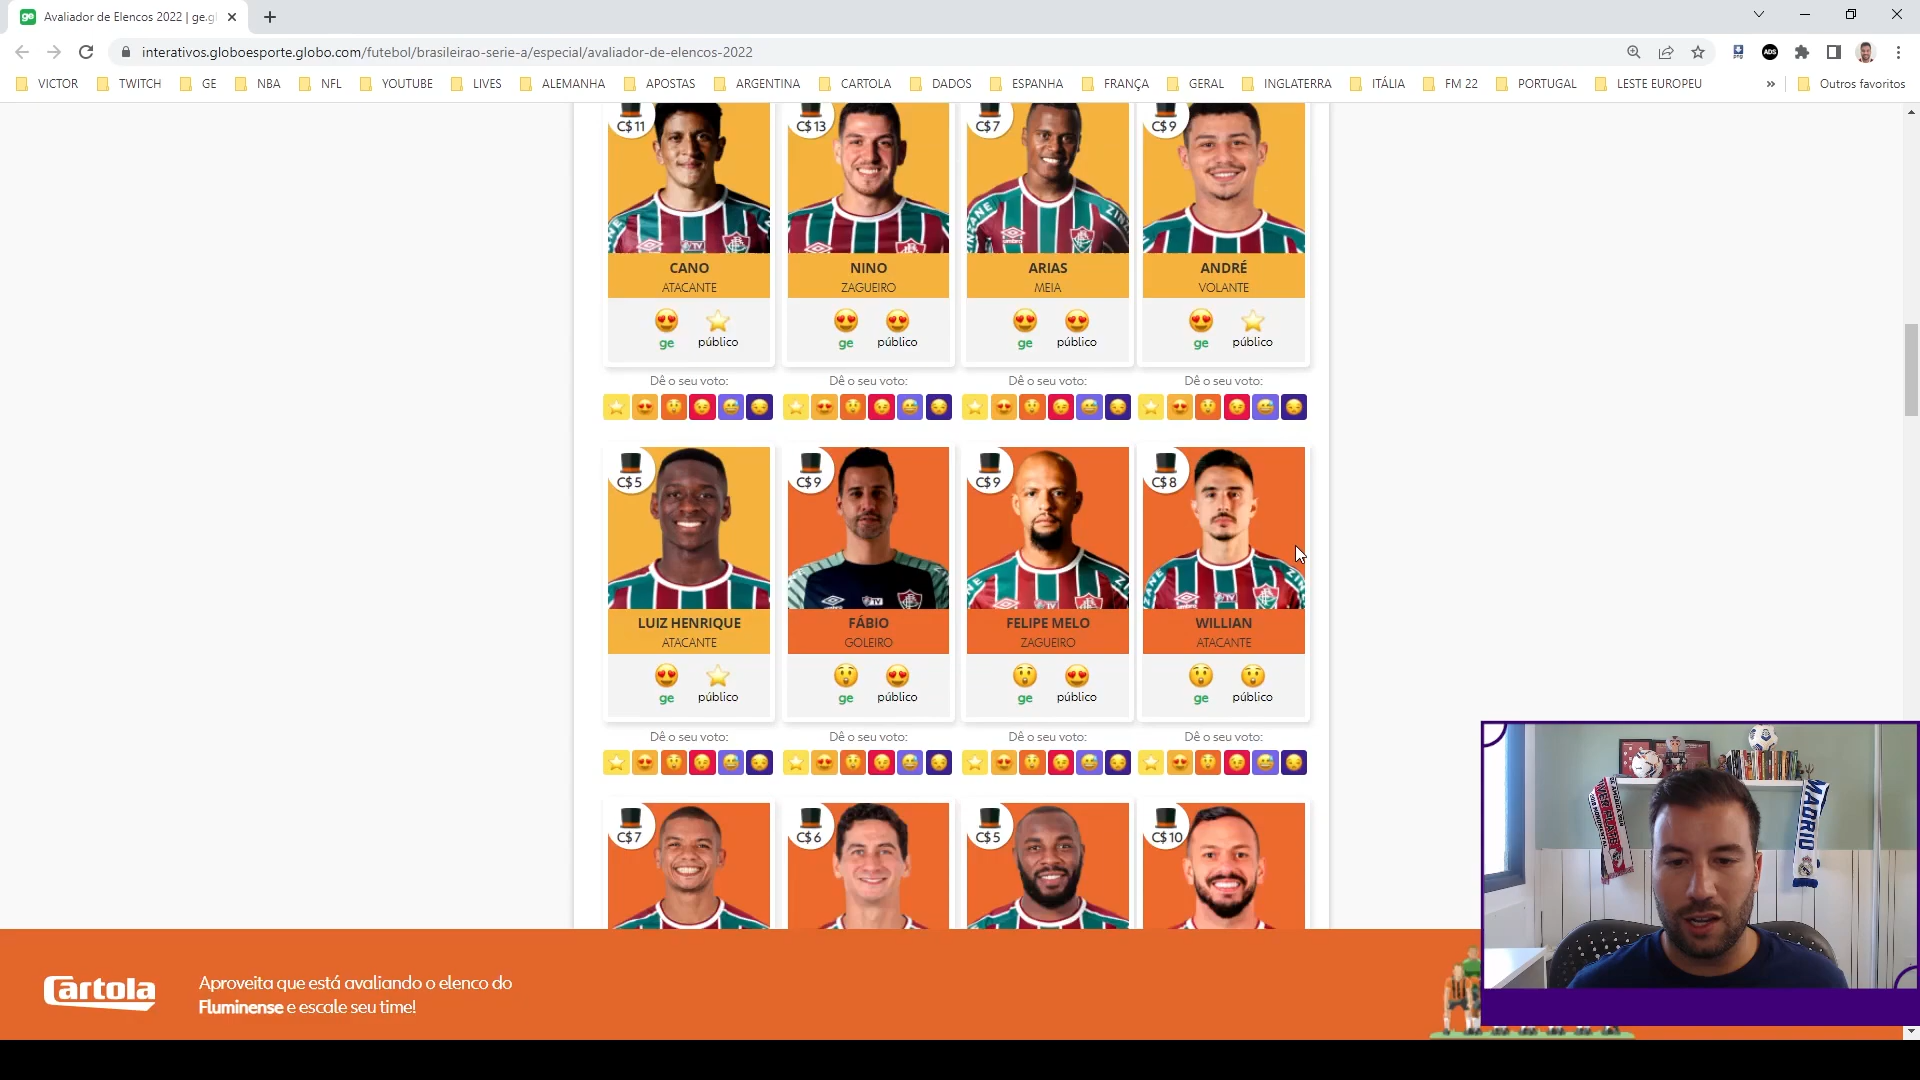 ge Avaliador de Elencos 2022 | ge.gl
interativos.globoesporte.globo.com/futebol/brasileirao-serie-a/especial/avaliador-de-elencos-2022
VICTOR TWITCH GE NBA NFL YOUTUBE LIVES ALEMANHA APOSTAS ARGENTINA CARTOLA DADOS ESPANHA FRANÇA GERAL INGLATERRA ITÁLIA FM 22 PORTUGAL LESTE EUROPEU » Outros favoritos
C$ 11 C$ 13 C$ 7 C$ 9
CANO NINO ARIAS ANDRÉ
ATACANTE ZAGUEIRO MEIA VOLANTE
ge público ge público ge público ge público
Dê o seu voto: Dê o seu voto: Dê o seu voto: Dê o seu voto:
C$ 5 C$ 9 C$ 9 C$ 8
LUIZ HENRIQUE FÁBIO FELIPE MELO WILLIAN
ATACANTE GOLEIRO ZAGUEIRO ATACANTE
ge público ge público ge público ge público
Dê o seu voto: Dê o seu voto: Dê o seu voto: Dê o seu voto:
C$ 7 C$ 6 C$ 5 C$ 10
Cartola
Aproveita que está avaliando o elenco do
Fluminense e escale seu time!
MADRID